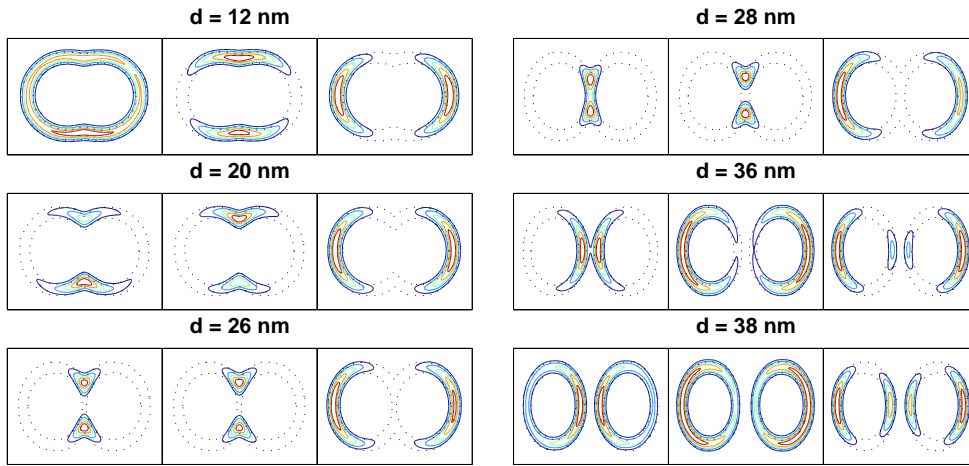 d = 12 nm
d = 20 nm
d = 26 nm
d = 28 nm
d = 36 nm
d = 38 nm